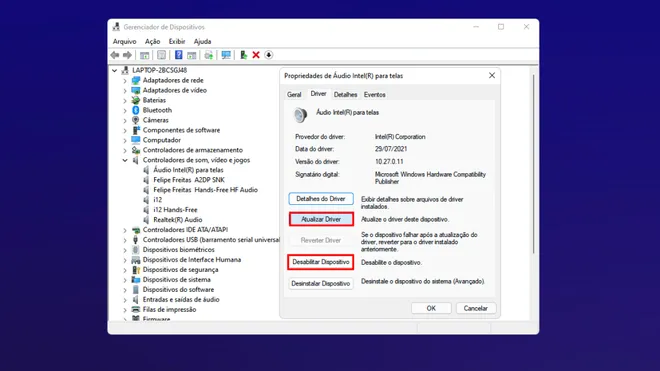 Gerenciador de Dispositivos
Arquivo Ação Exibir Ajuda
LAPTOP-2BCSGJ48
Adaptadores de rede
Adaptadores de vídeo
Baterias
Bluetooth
Câmeras
Componentes de software
Computador
Controladores de armazenamento
Controladores de som, vídeo e jogos
Áudio Intel(R) para telas
Felipe Freitas A2DP SNK
Felipe Freitas Hands-Free HF Audio
i12
i12 Hands-Free
Realtek(R) Audio
Controladores IDE ATA/ATAPI
Controladores USB (barramento serial universal
Dispositivos biométricos
Dispositivos de Interface Humana
Dispositivos de segurança
Dispositivos de sistema
Dispositivos do software
Entradas e saídas de áudio
Filas de impressão
Firmware
Propriedades de Áudio Intel(R) para telas
Geral Driver Detalhes Eventos
Áudio Intel(R) para telas
Provedor do driver: Intel(R) Corporation
Data do driver: 29/07/2021
Versão do driver: 10.27.0.11
Signatário digital: Microsoft Windows Hardware Compatibility
Publisher
Detalhes do Driver Exibir detalhes sobre arquivos de driver
instalados.
Atualizar Driver Atualize o driver deste dispositivo.
Reverter Driver Se o dispositivo falhar após a atualização do
driver, reverter para o driver instalado
anteriormente.
Desabilitar Dispositivo Desabilite o dispositivo.
Desinstalar Dispositivo Desinstale o dispositivo do sistema (Avançado).
OK Cancelar